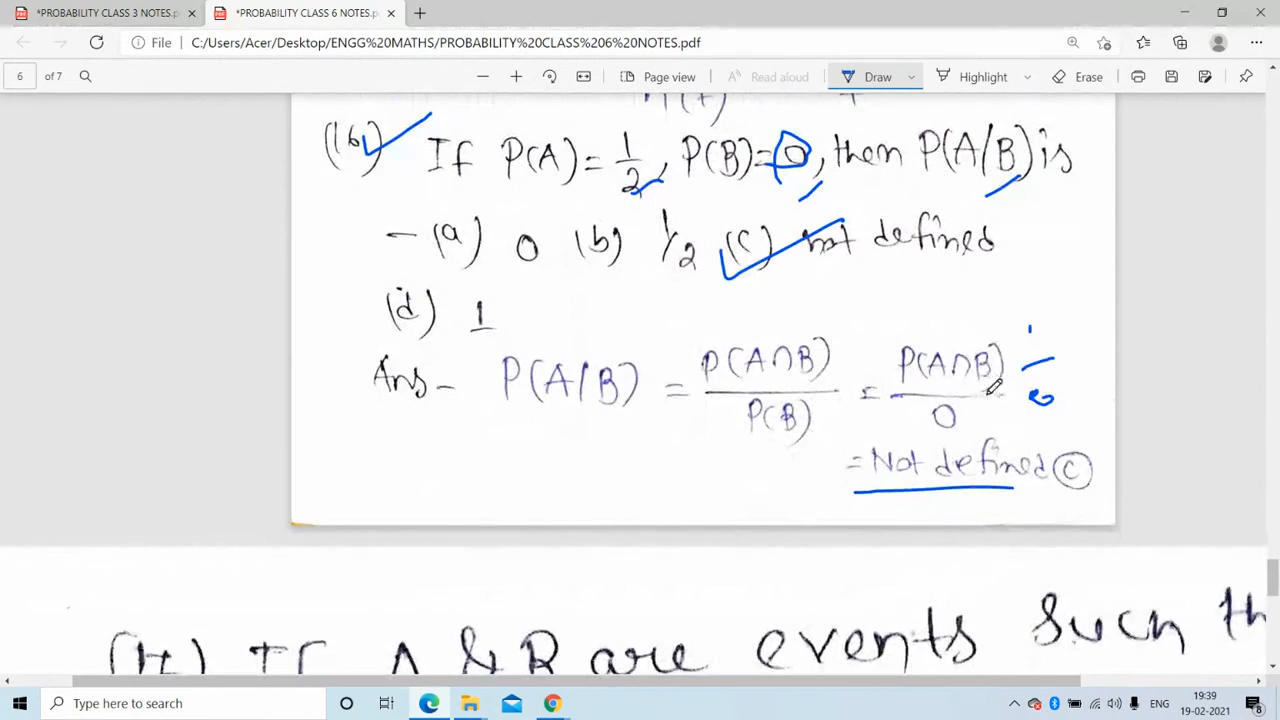 *PROBABILITY CLASS 3 NOTES.p
*PROBABILITY CLASS 6 NOTES.p
File C:/Users/Acer/Desktop/ENGG%20MATHS/PROBABILITY%20CLASS%206%20NOTES.pdf
6 of 7 Page view Read aloud Draw Highlight Erase
(16) If P(A)=1/2, P(B)=0, then P(A/B) is
- (a) 0 (b) 1/2 (c) not defined
(d) 1
Ans - P(A/B) = P(A∩B)/P(B) = P(A∩B)/0
1/0
= Not defined (c)
A & B are events such th
Type here to search
ENG 19:39
19-02-2021
8